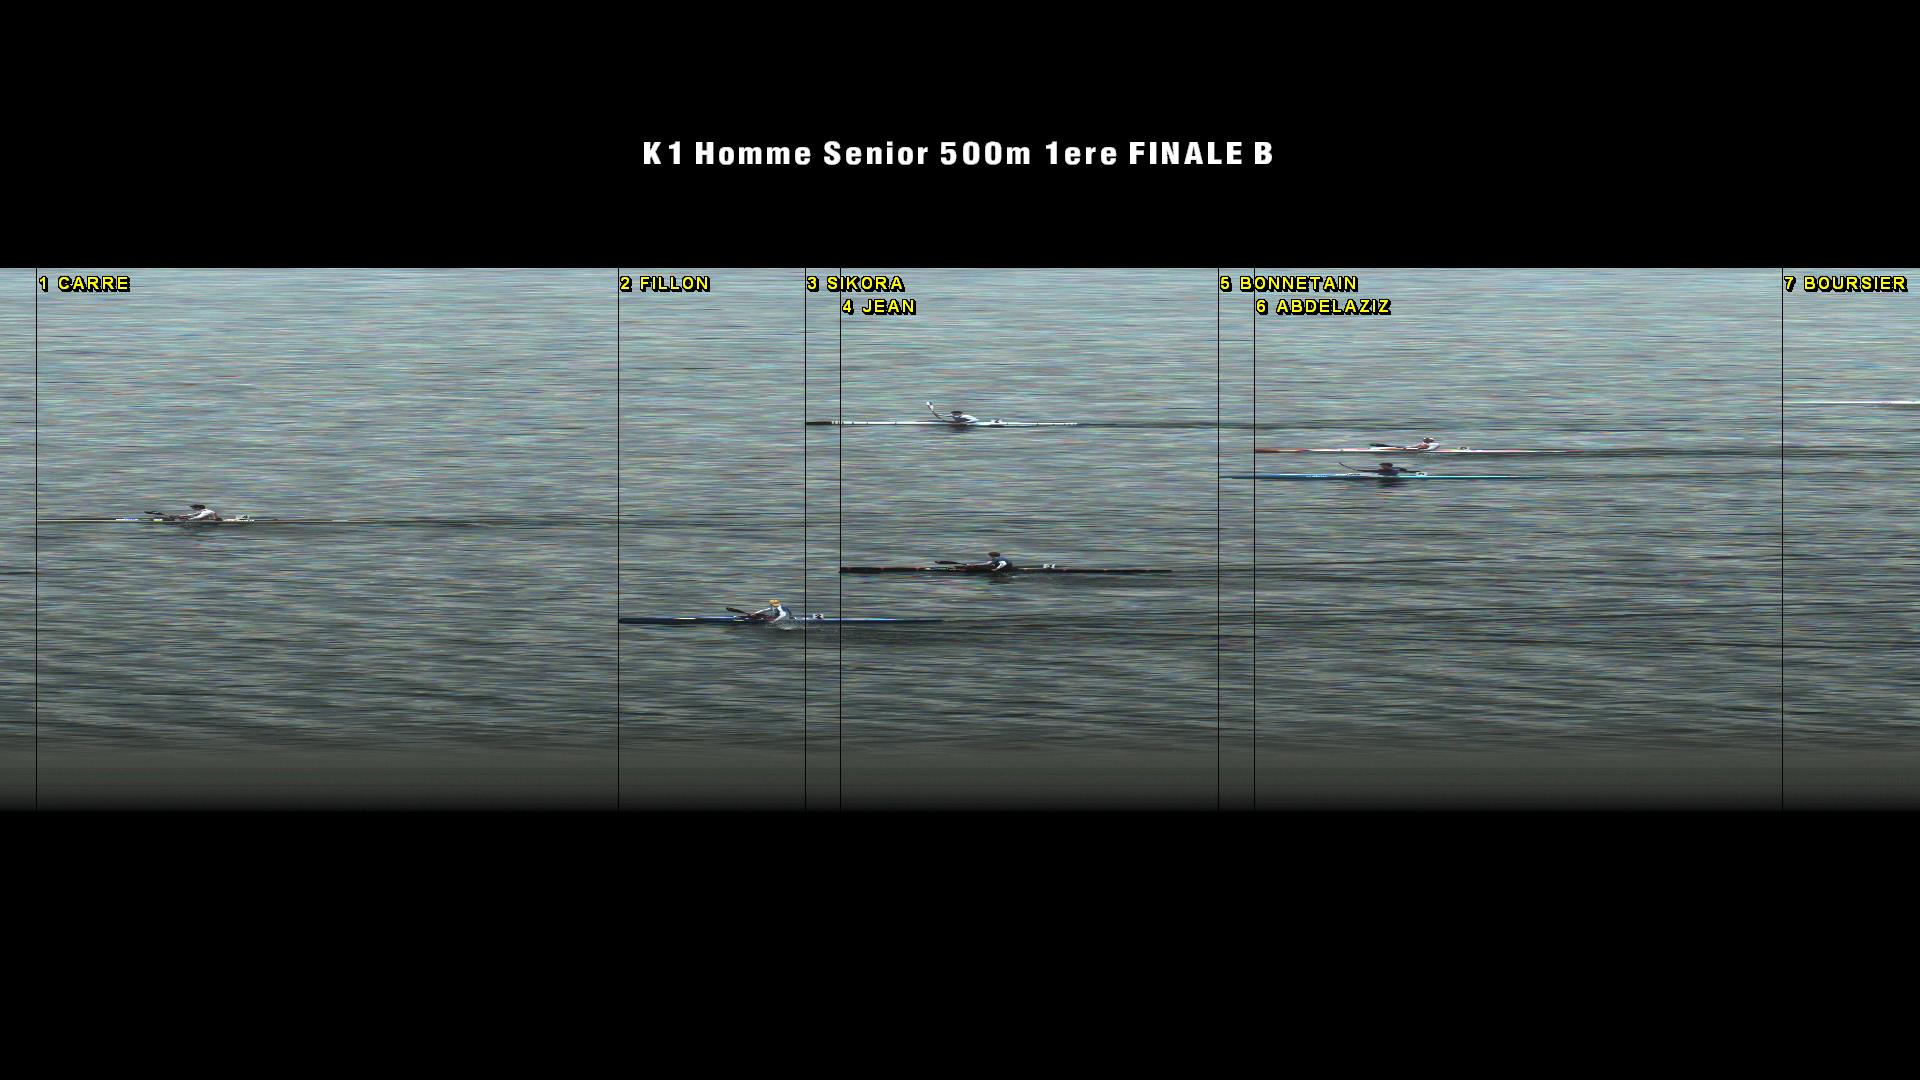 K1 Homme Senior 500m 1ere FINALE B
1 CARRE
2 FILLON
3 SIKORA
4 JEAN
5 BONNETAIN
6 ABDELAZIZ
7 BOURSIER